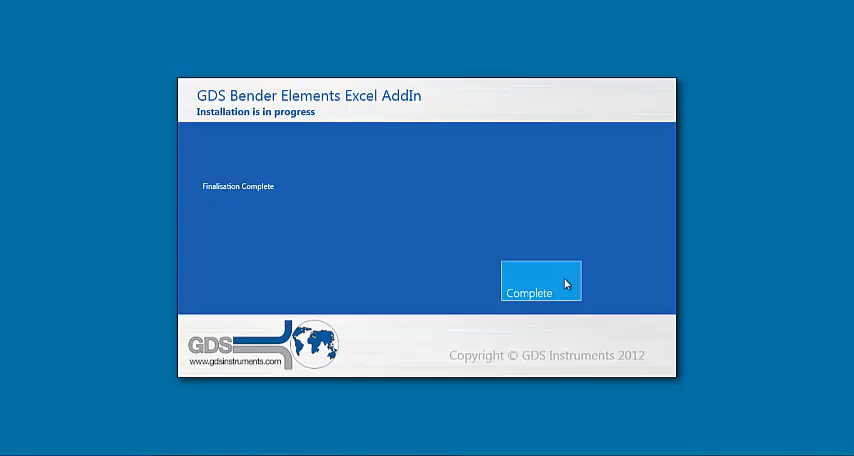 GDS Bender Elements Excel AddIn
Installation is in progress
Finalisation Complete
Complete
GDS
www.gdsinstruments.com
Copyright © GDS Instruments 2012